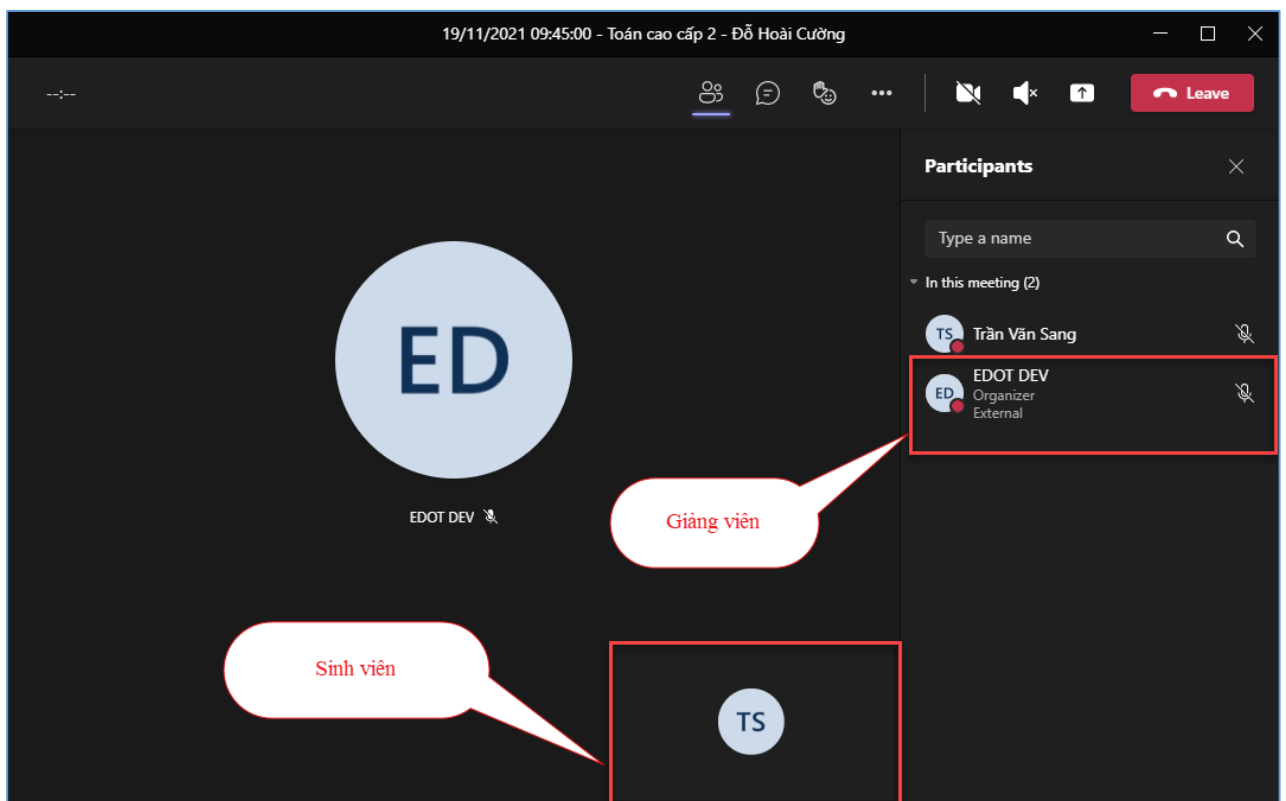 19/11/2021 09:45:00 - Toán cao cấp 2 - Đỗ Hoài Cường
--:--
Leave
Participants
Type a name
In this meeting (2)
TS Trần Văn Sang
ED EDOT DEV
Organizer
External
ED
EDOT DEV
Giảng viên
Sinh viên
TS